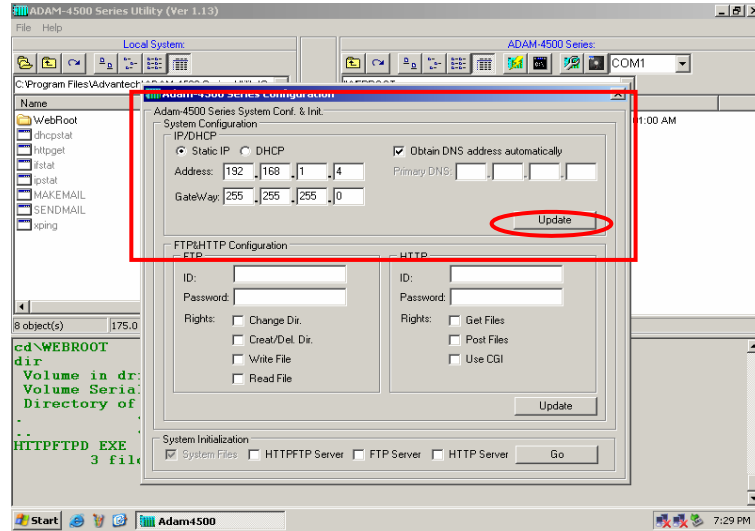 ADAM-4500 Series Utility (Ver 1.13)
File Help
Local System:
ADAM-4500 Series:
COM1
C:\Program Files\Advantech\
Name
WebRoot
dhcpstat
httpget
ifstat
ipstat
MAKEMAIL
SENDMAIL
xping
01:00 AM
8 object(s)
175.0
Adam-4500 Series Configuration
Adam-4500 Series System Conf. & Init.
System Configuration
IP/DHCP
Static IP DHCP
Obtain DNS address automatically
Address: 192 .168 .1 .4
Primary DNS: . . .
GateWay: 255 .255 .255 .0
Update
FTP&HTTP Configuration
FTP
ID:
Password:
Rights: Change Dir.
Creat/Del. Dir.
Write File
Read File
HTTP
ID:
Password:
Rights: Get Files
Post Files
Use CGI
Update
System Initialization
System Files HTTPFTP Server FTP Server HTTP Server Go
cd\WEBROOT
dir
Volume in
Volume
Directory of
.
..
HTTPFTPD EXE
3
Start
Adam4500
7:29 PM